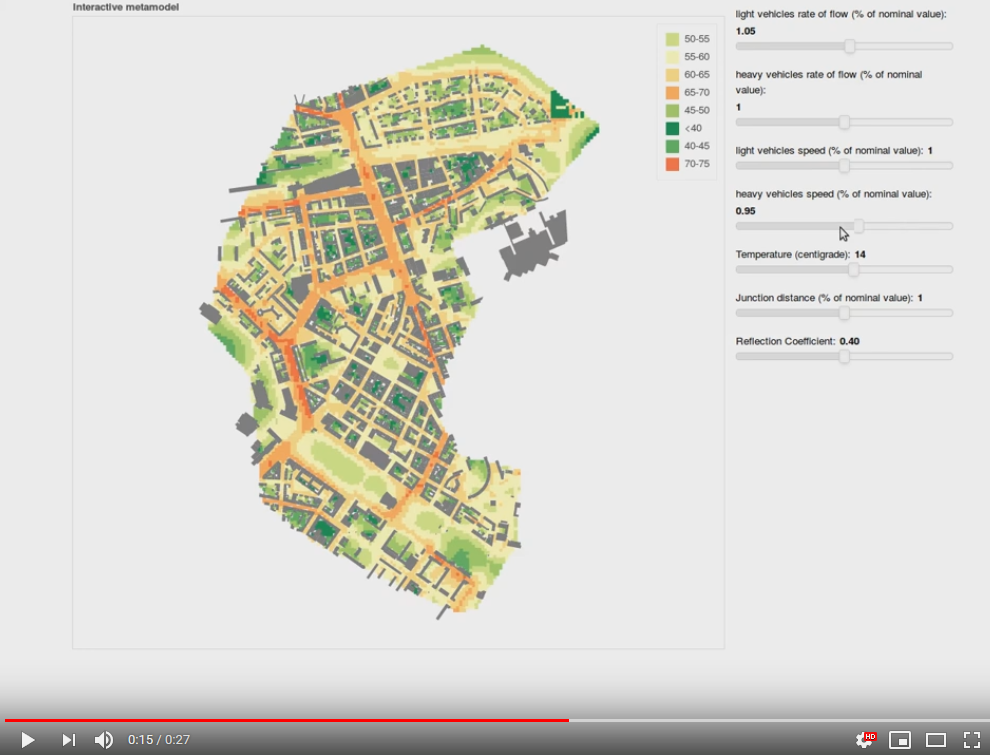 Interactive metamodel
50-55
55-60
60-65
65-70
45-50
<40
40-45
70-75
light vehicles rate of flow (% of nominal value):
1.05
heavy vehicles rate of flow (% of nominal
value):
1
light vehicles speed (% of nominal value): 1
heavy vehicles speed (% of nominal value):
0.95
Temperature (centigrade): 14
Junction distance (% of nominal value): 1
Reflection Coefficient: 0.40
0:15 / 0:27
HD